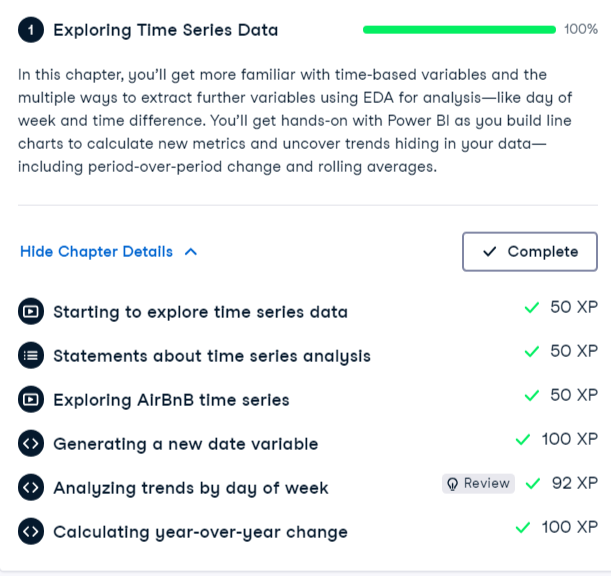 1 Exploring Time Series Data 100%
In this chapter, you'll get more familiar with time-based variables and the
multiple ways to extract further variables using EDA for analysis—like day of
week and time difference. You'll get hands-on with Power BI as you build line
charts to calculate new metrics and uncover trends hiding in your data—
including period-over-period change and rolling averages.
Hide Chapter Details Complete
Starting to explore time series data 50 XP
Statements about time series analysis 50 XP
Exploring AirBnB time series 50 XP
Generating a new date variable 100 XP
Analyzing trends by day of week Review 92 XP
Calculating year-over-year change 100 XP